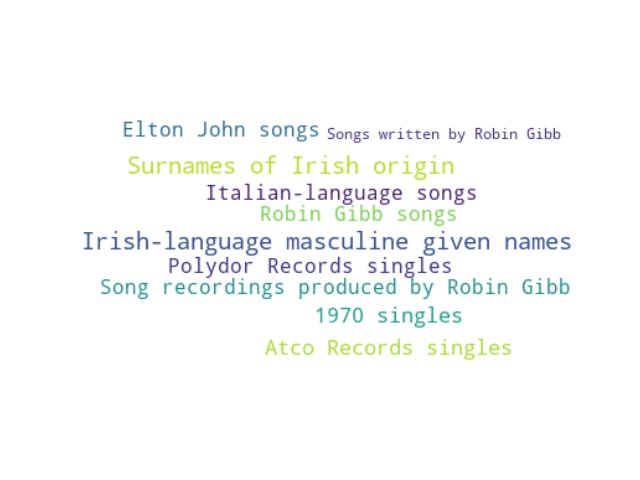 Elton John songs
Songs written by Robin Gibb
Surnames of Irish origin
Italian-language songs
Robin Gibb songs
Irish-language masculine given names
Polydor Records singles
Song recordings produced by Robin Gibb
1970 singles
Atco Records singles